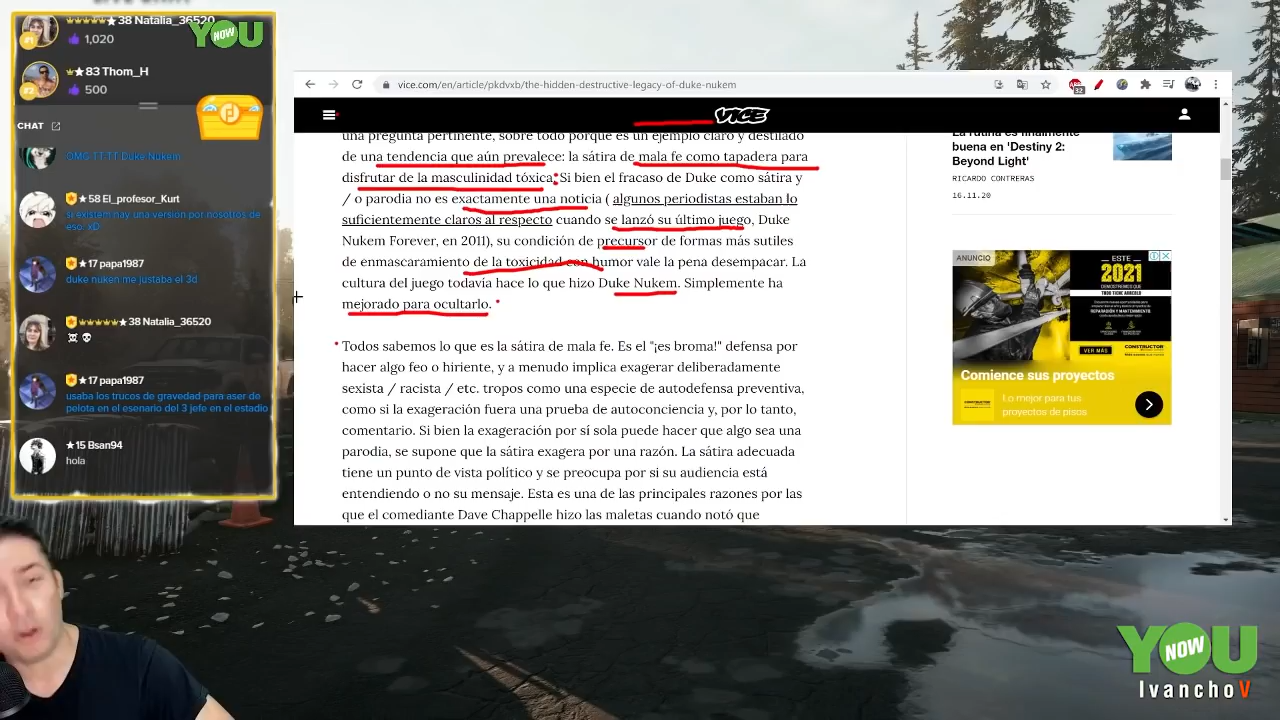 38 Natalia_36520
#1
1,020
YOU
NOW
83 Thom_H
#2
500
CHAT
OMG TT TT Duke Nukem
58 El_profesor_Kurt
Si existem hay una version por nosotros de
eso. xD
17 papa1987
duke nuken me justaba el 3d
38 Natalia_36520
17 papa1987
usaba los trucos de gravedad para aser de
pelota en el esenario del 3 jefe en el estadio
15 Bsan94
hola
vice.com/en/article/pkdvxb/the-hidden-destructive-legacy-of-duke-nukem
32
VICE
una pregunta pertinente, sobre todo porque es un ejemplo claro y destilado
de una tendencia que aún prevalece: la sátira de mala fe como tapadera para
disfrutar de la masculinidad tóxica. Si bien el fracaso de Duke como sátira y
/ o parodia no es exactamente una noticia ( algunos periodistas estaban lo
suficientemente claros al respecto cuando se lanzó su último juego, Duke
Nukem Forever, en 2011), su condición de precursor de formas más sutiles
de enmascaramiento de la toxicidad con humor vale la pena desempacar. La
cultura del juego todavía hace lo que hizo Duke Nukem. Simplemente ha
mejorado en ocultarlo.
Todos sabemos lo que es la sátira de mala fe. Es el "¡es broma!" defensa por
hacer algo feo o hiriente, y a menudo implica exagerar deliberadamente
sexista / racista / etc. tropos como una especie de autodefensa preventiva,
como si la exageración fuera una prueba de autoconciencia y, por lo tanto,
comentario. Si bien la exageración por sí sola puede hacer que algo sea una
parodia, se supone que la sátira exagera por una razón. La sátira adecuada
tiene un punto de vista político y se preocupa por si su audiencia está
entendiendo o no su mensaje. Esta es una de las principales razones por las
que el comediante Dave Chappelle hizo las maletas cuando notó que
La rutina es finalmente
buena en 'Destiny 2:
Beyond Light'
RICARDO CONTRERAS
16.11.20
ANUNCIO
ESTE
2021
REPARACIÓN Y MANTENIMIENTO
VER MÁS
CONSTRUCTOR
Comience sus proyectos
Lo mejor para tus
proyectos de pisos
YOU
NOW
IvanchoV